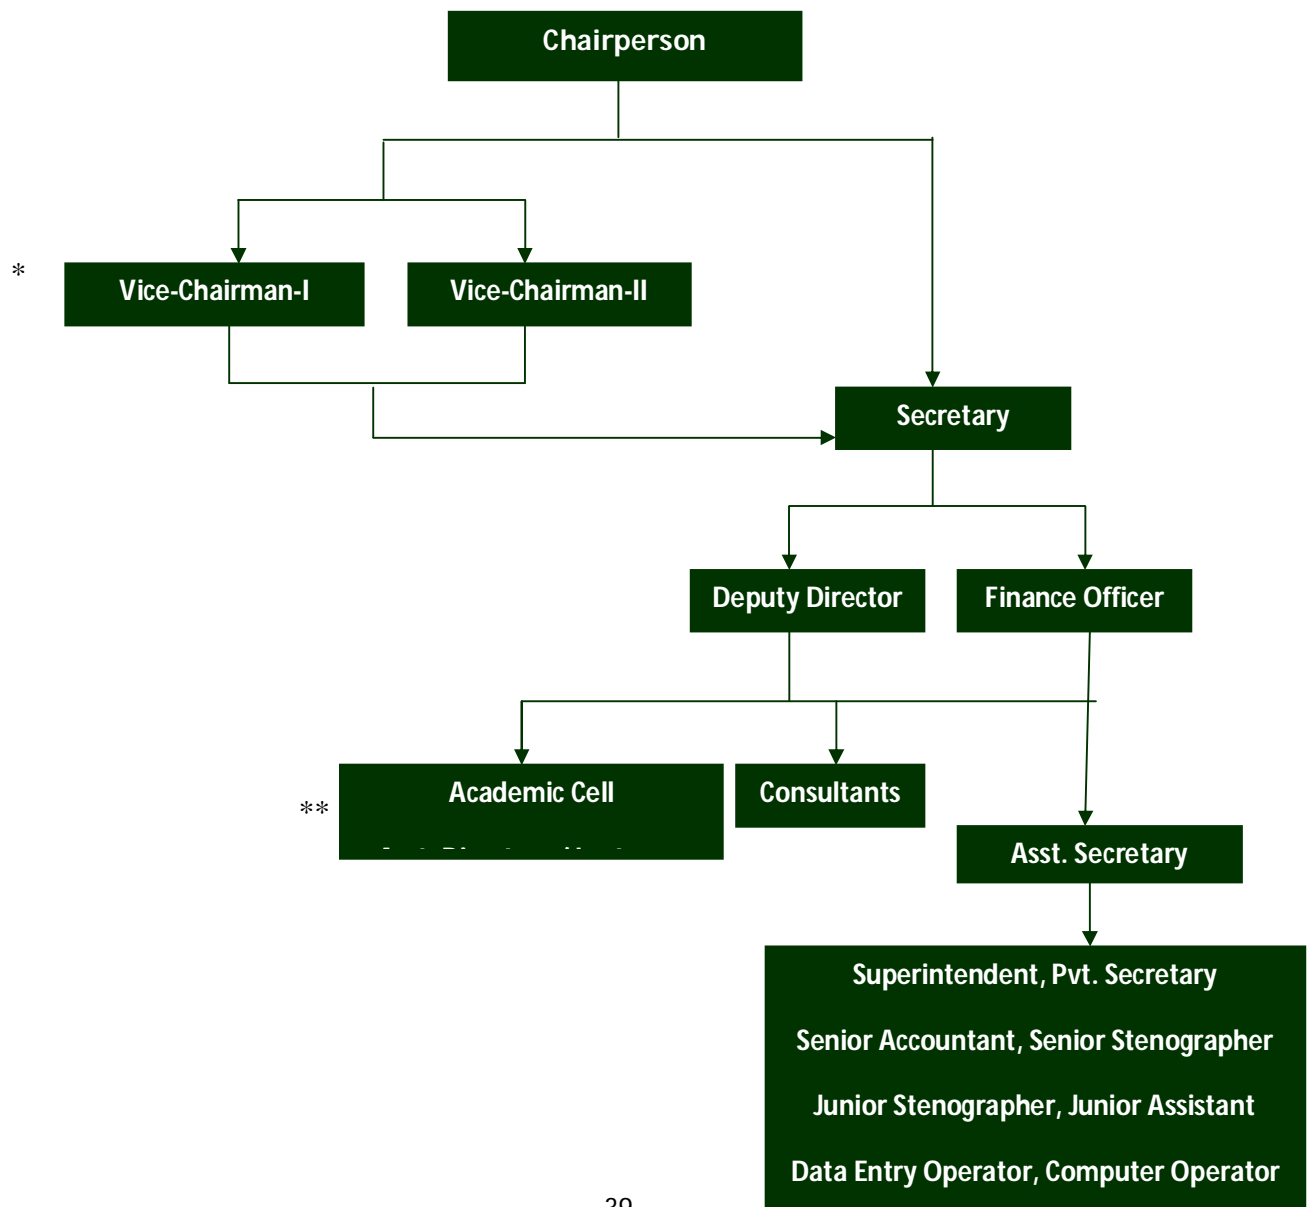 Chairperson
*
Vice-Chairman-I
Vice-Chairman-II
Secretary
Deputy Director
Finance Officer
**
Academic Cell
Consultants
Asst. Secretary
Superintendent, Pvt. Secretary
Senior Accountant, Senior Stenographer
Junior Stenographer, Junior Assistant
Data Entry Operator, Computer Operator